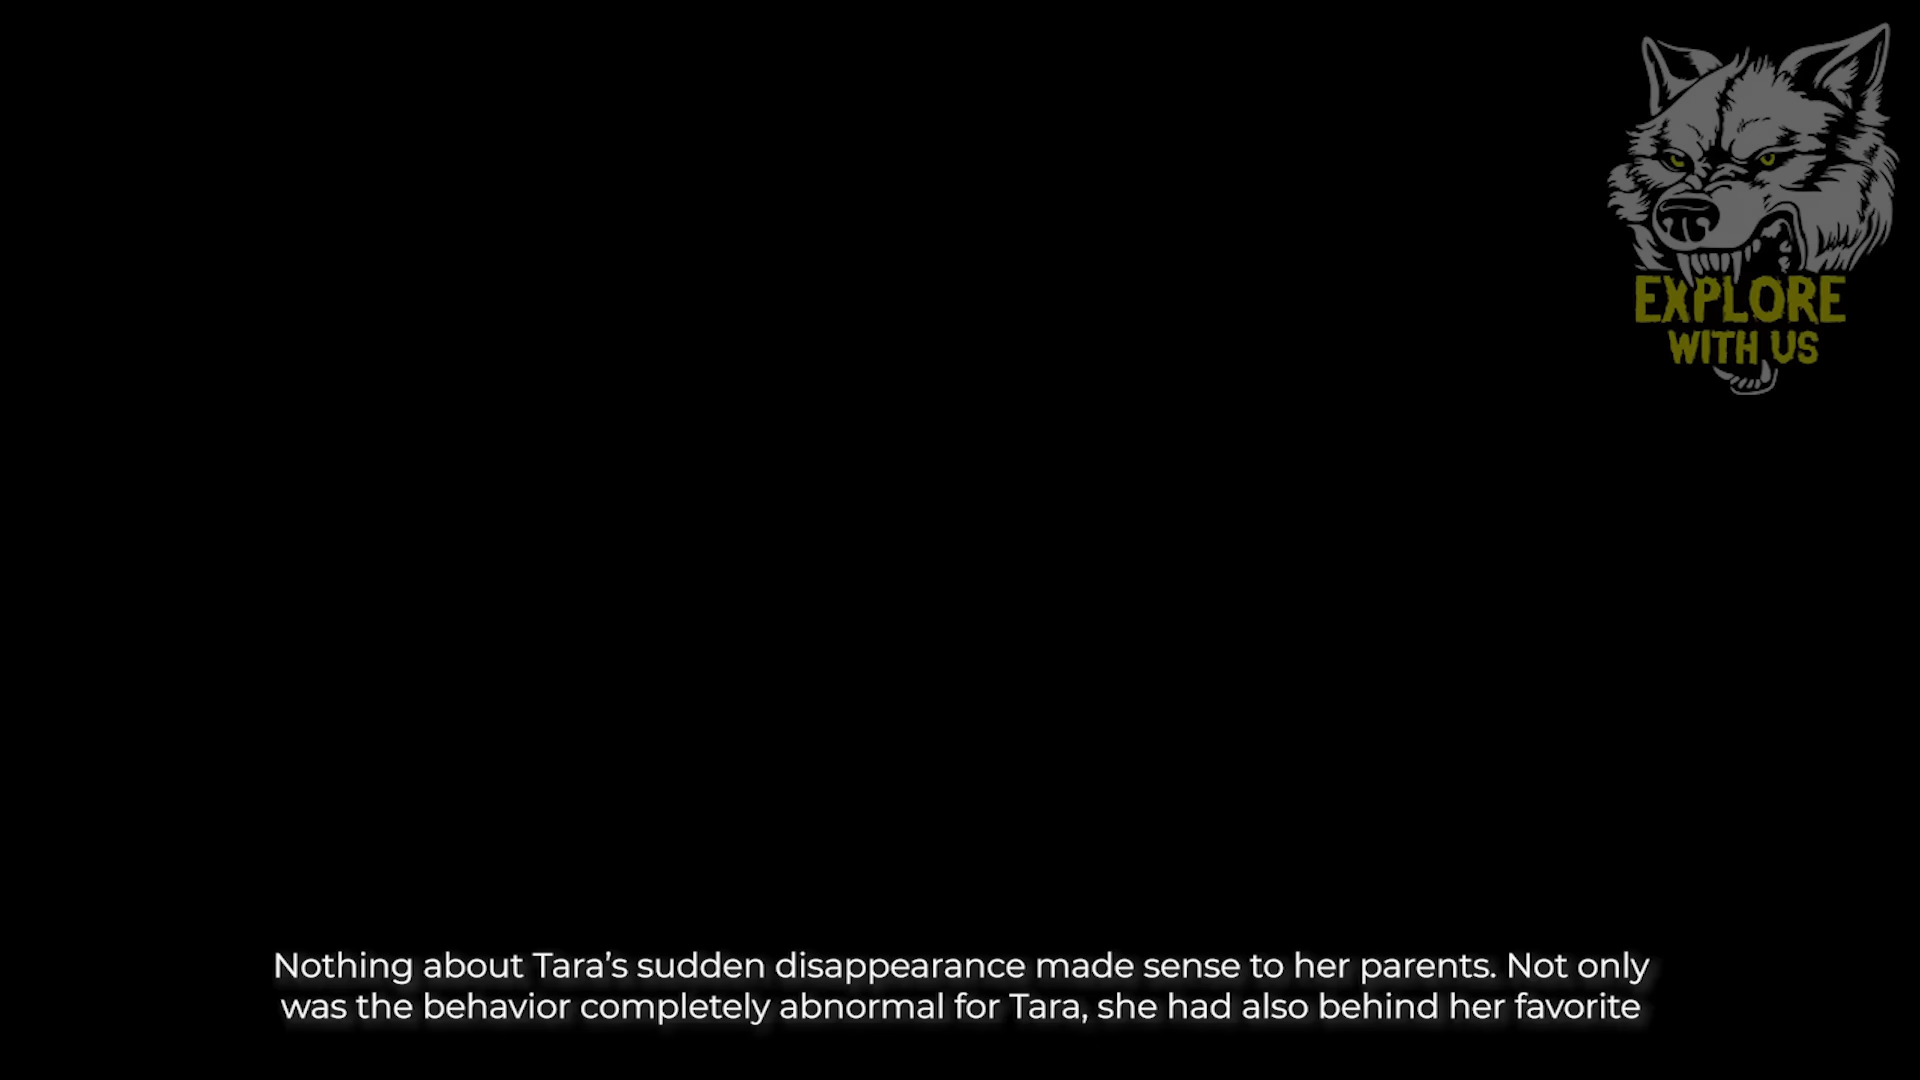 EXPLORE
WITH US
Nothing about Tara’s sudden disappearance made sense to her parents. Not only
was the behavior completely abnormal for Tara, she had also behind her favorite